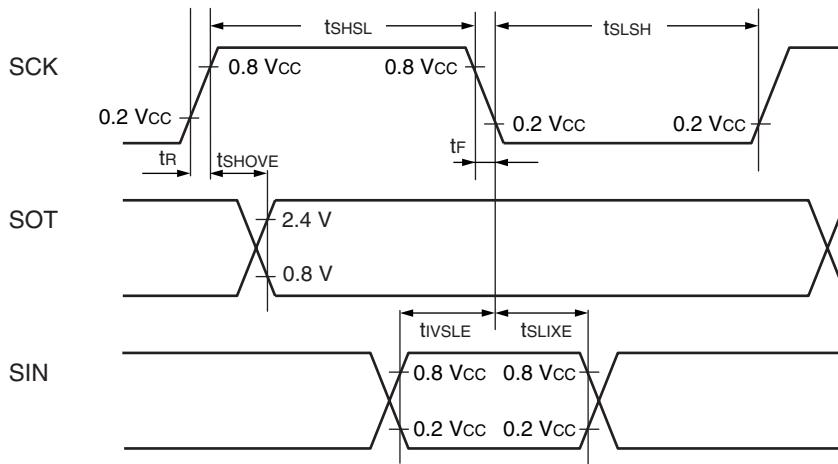 tSHSL tSLSH
SCK 0.8 VCC 0.8 VCC
0.2 VCC 0.2 VCC 0.2 VCC
tR tSHOVE tF
SOT 2.4 V
0.8 V
tIVSLE tSLIXE
SIN 0.8 VCC 0.8 VCC
0.2 VCC 0.2 VCC